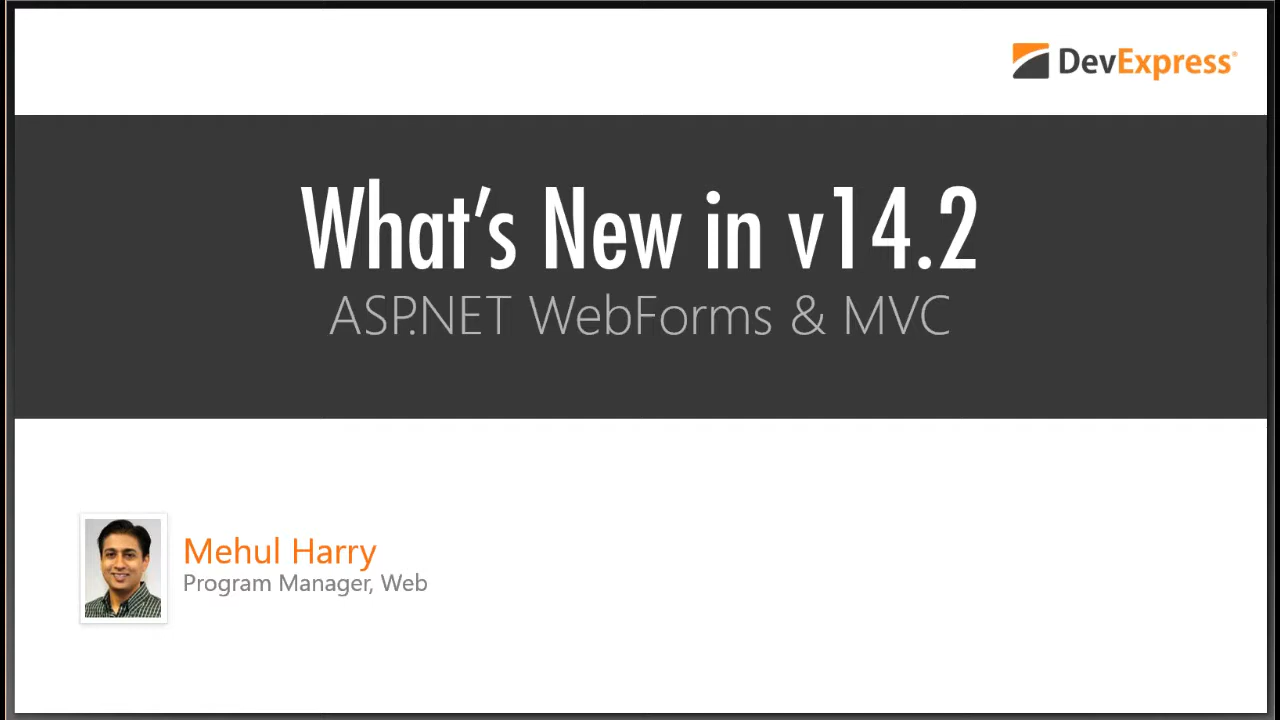 DevExpress®
What's New in v14.2
ASP.NET WebForms & MVC
Mehul Harry
Program Manager, Web